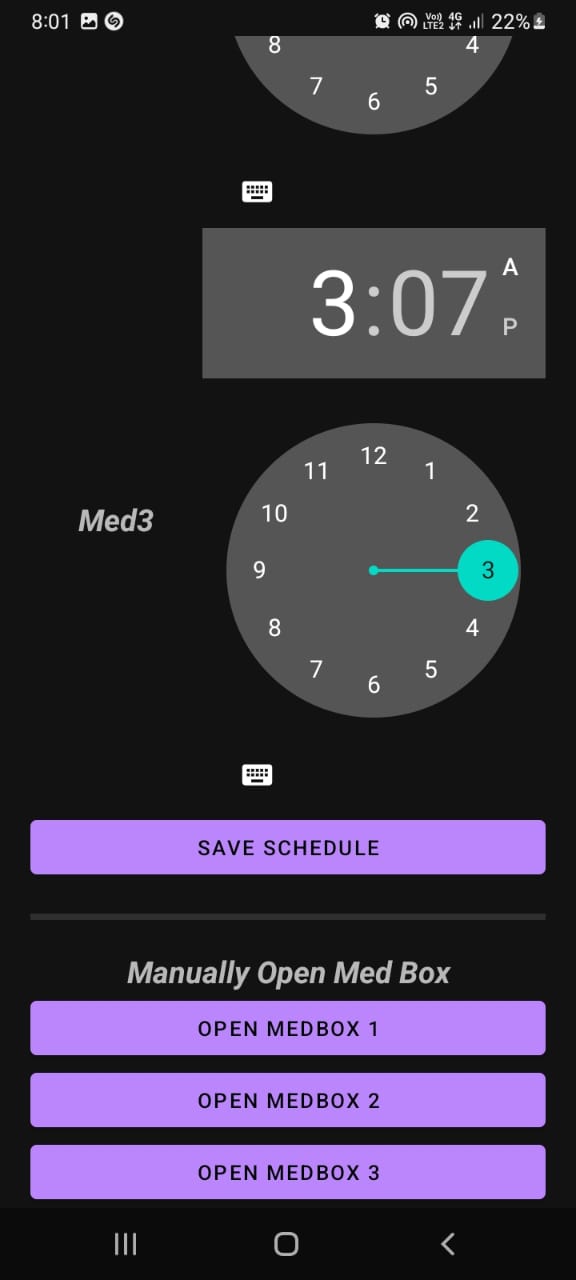 8:01 Vo) LTE2 4G 22%
8 4
7 5
6
3:07 A
P
12
11 1
10 2
Med3
9 3
8 4
7 5
6
SAVE SCHEDULE
Manually Open Med Box
OPEN MEDBOX 1
OPEN MEDBOX 2
OPEN MEDBOX 3